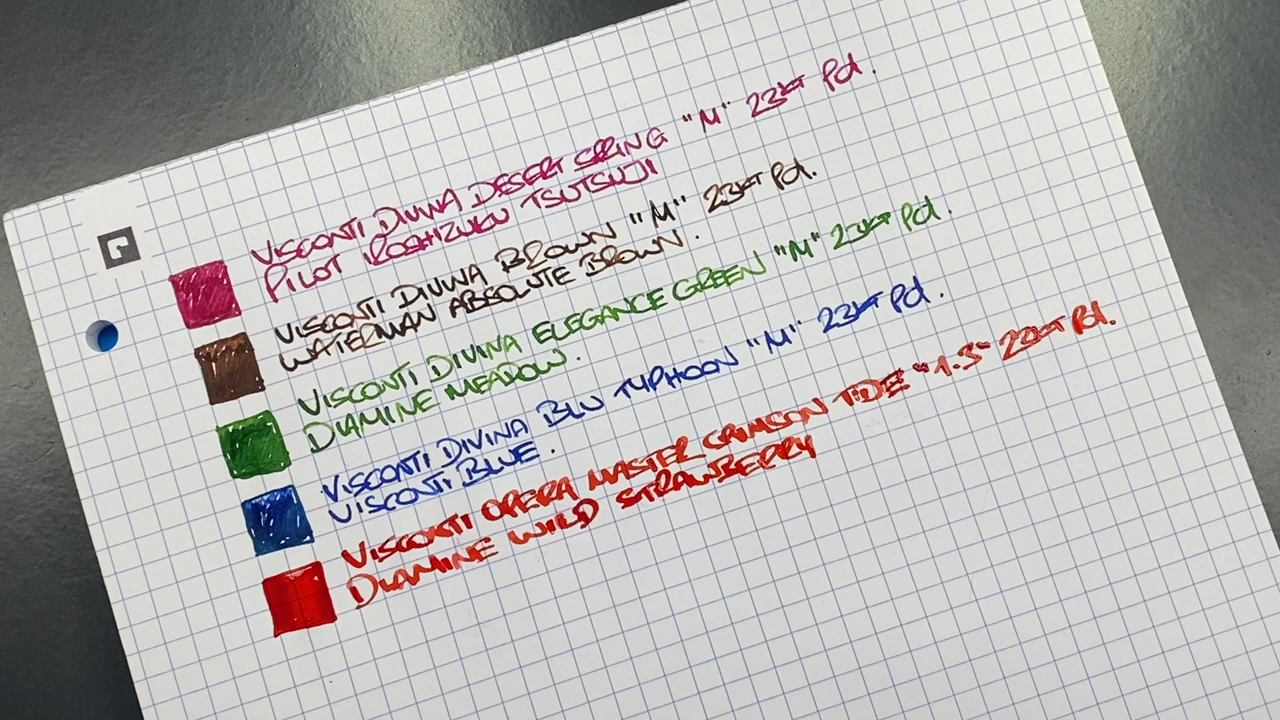 VISCONTI DIVINA DESERT SPRING "M" 23KT Pd.
PILOT IROSHIZUKU TSUTSUJI
VISCONTI DIVINA BROWN "M" 23KT Pd.
WATERMAN ABSOLUTE BROWN.
VISCONTI DIVINA ELEGANCE GREEN "M" 23KT Pd.
DIAMINE MEADOW.
VISCONTI DIVINA BLU TYPHOON "M" 23KT Pd.
VISCONTI BLUE.
VISCONTI OPERA MASTER CRIMSON TIDE "1.3" 23KT Pd.
DIAMINE WILD STRAWBERRY